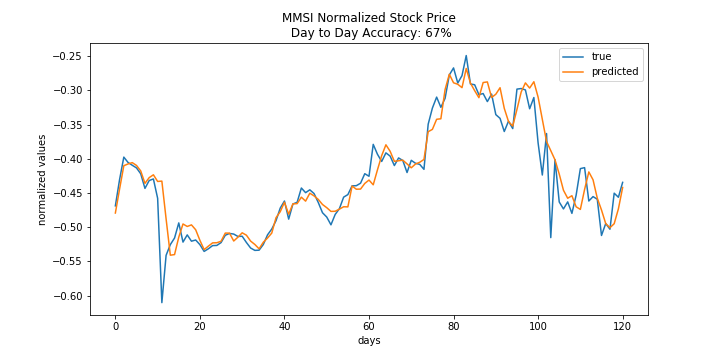 MMSI Normalized Stock Price
Day to Day Accuracy: 67%
true
predicted
normalized values
−0.25
−0.30
−0.35
−0.40
−0.45
−0.50
−0.55
−0.60
0
20
40
60
80
100
120
days